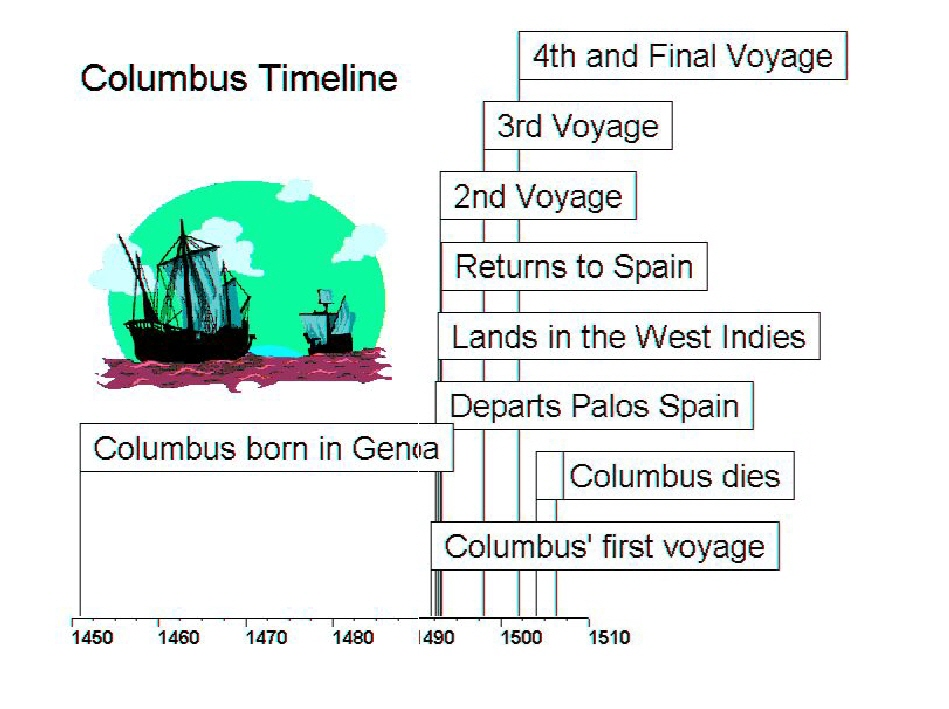 4th and Final Voyage
Columbus Timeline
3rd Voyage
2nd Voyage
Returns to Spain
Lands in the West Indies
Departs Palos Spain
Columbus born in Genoa
Columbus dies
Columbus' first voyage
1450 1460 1470 1480 1490 1500 1510